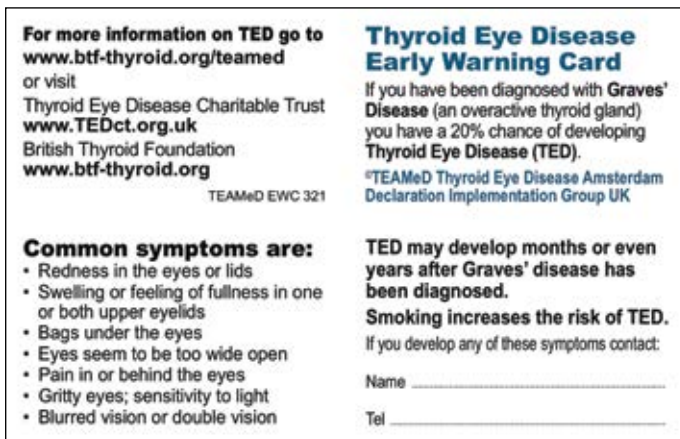 For more information on TED go to
www.btf-thyroid.org/teamed
or visit
Thyroid Eye Disease Charitable Trust
www.TEDct.org.uk
British Thyroid Foundation
www.btf-thyroid.org
TEAMeD EWC 321
Thyroid Eye Disease
Early Warning Card
If you have been diagnosed with Graves'
Disease (an overactive thyroid gland)
you have a 20% chance of developing
Thyroid Eye Disease (TED).
©TEAMeD Thyroid Eye Disease Amsterdam
Declaration Implementation Group UK
Common symptoms are:
• Redness in the eyes or lids
• Swelling or feeling of fullness in one
or both upper eyelids
• Bags under the eyes
• Eyes seem to be too wide open
• Pain in or behind the eyes
• Gritty eyes; sensitivity to light
• Blurred vision or double vision
TED may develop months or even
years after Graves' disease has
been diagnosed.
Smoking increases the risk of TED.
If you develop any of these symptoms contact:
Name
Tel